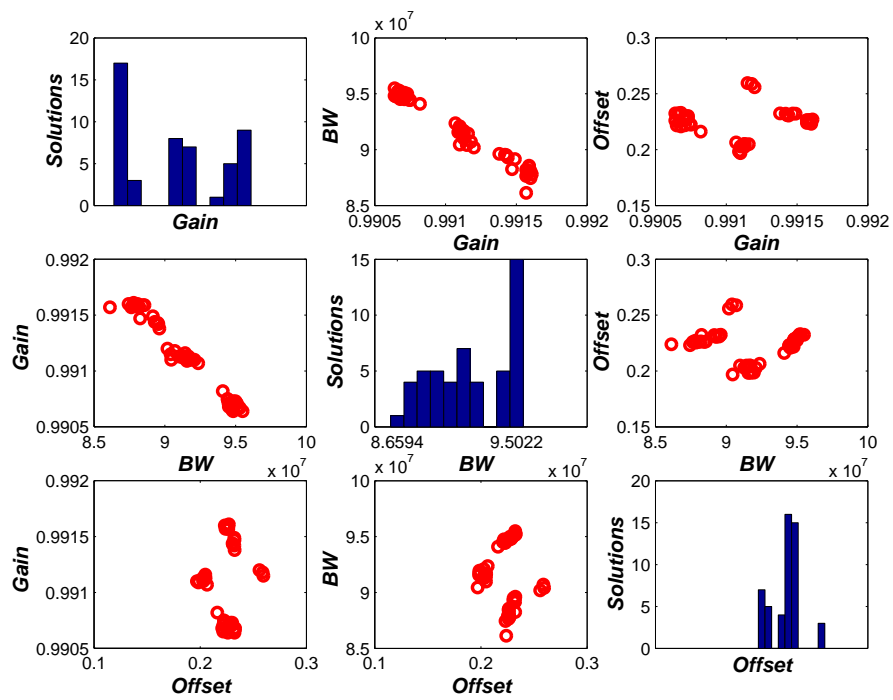 20
15
10
5
0
Solutions
Gain
x 10^7
10
9.5
9
8.5
BW
0.9905 0.991 0.9915 0.992
Gain
0.3
0.25
0.2
0.15
Offset
0.9905 0.991 0.9915 0.992
Gain
0.992
0.9915
0.991
0.9905
Gain
8.5 9 9.5 10
BW
x 10^7
15
10
5
0
Solutions
8.6594 9.5022
BW
x 10^7
0.3
0.25
0.2
0.15
Offset
8.5 9 9.5 10
BW
x 10^7
0.992
0.9915
0.991
0.9905
Gain
0.1 0.2 0.3
Offset
x 10^7
10
9.5
9
8.5
BW
0.1 0.2 0.3
Offset
20
15
10
5
0
Solutions
Offset